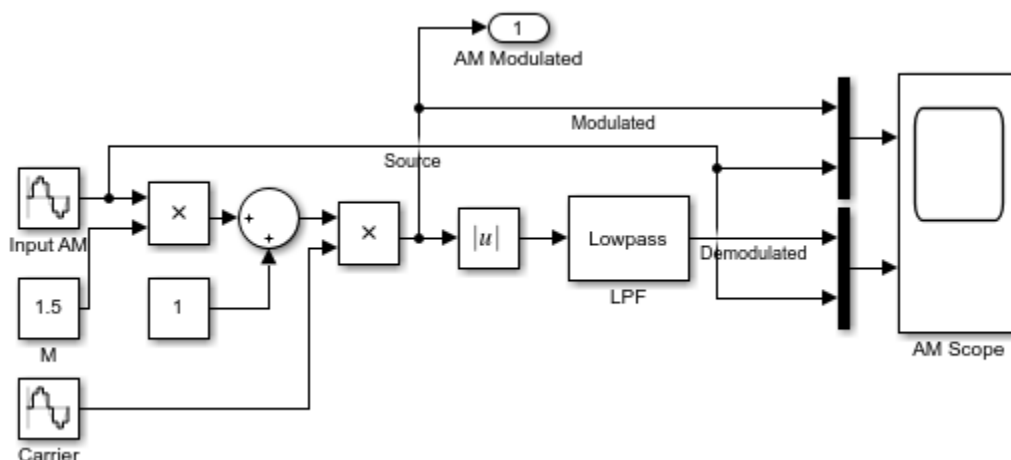 1
AM Modulated
Modulated
Source
Input AM
×
+
+
×
|u|
Lowpass
Demodulated
LPF
1.5
M
1
AM Scope
Carrier